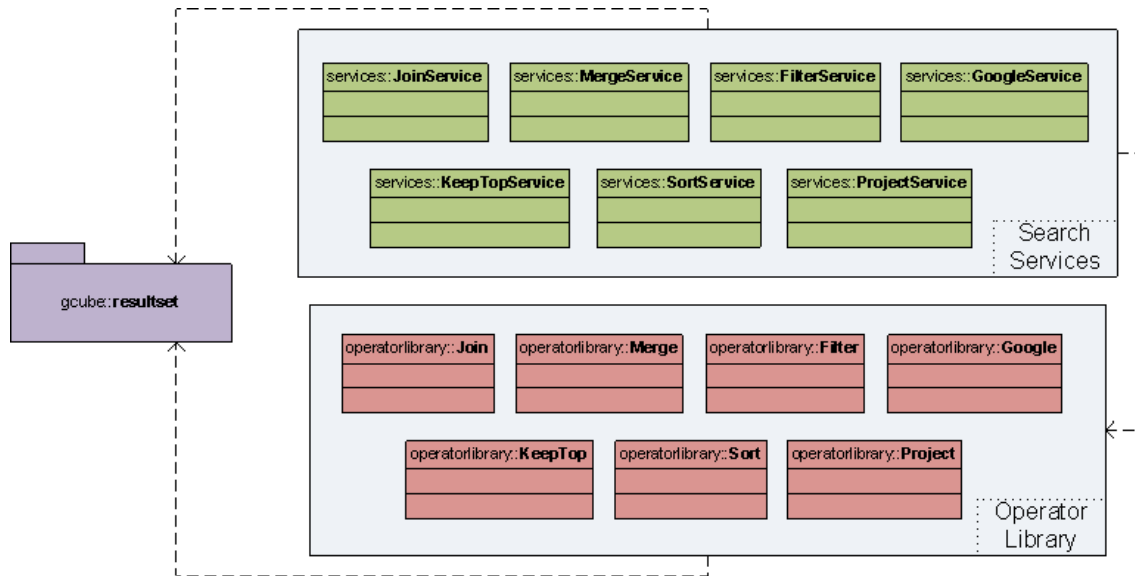 services::JoinService
services::MergeService
services::FilterService
services::GoogleService
services::KeepTopService
services::SortService
services::ProjectService
Search
Services
gcube::resultset
operatorlibrary::Join
operatorlibrary::Merge
operatorlibrary::Filter
operatorlibrary::Google
operatorlibrary::KeepTop
operatorlibrary::Sort
operatorlibrary::Project
Operator
Library